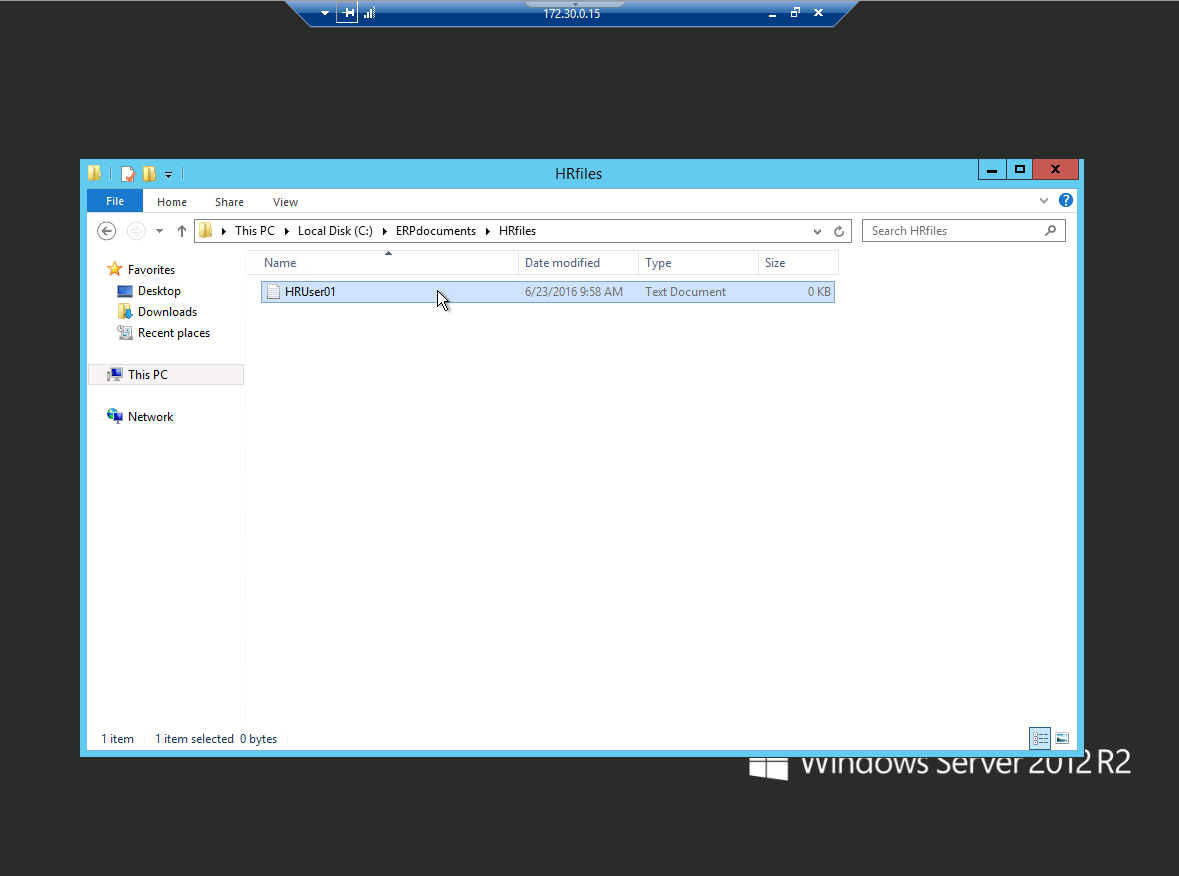 172.30.0.15
HRfiles
File Home Share View
This PC Local Disk (C:) ERPdocuments HRfiles Search HRfiles
Name Date modified Type Size
Favorites
HRUser01 6/23/2016 9:58 AM Text Document 0 KB
Desktop
Downloads
Recent places
This PC
Network
1 item 1 item selected 0 bytes
Windows Server 2012 R2